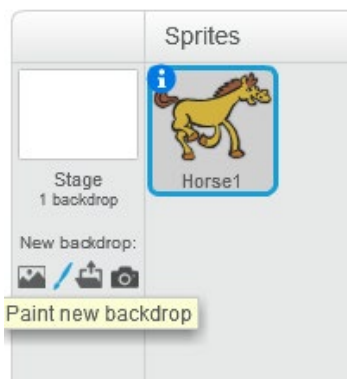 Sprites
Horse1
Stage
1 backdrop
New backdrop:
Paint new backdrop